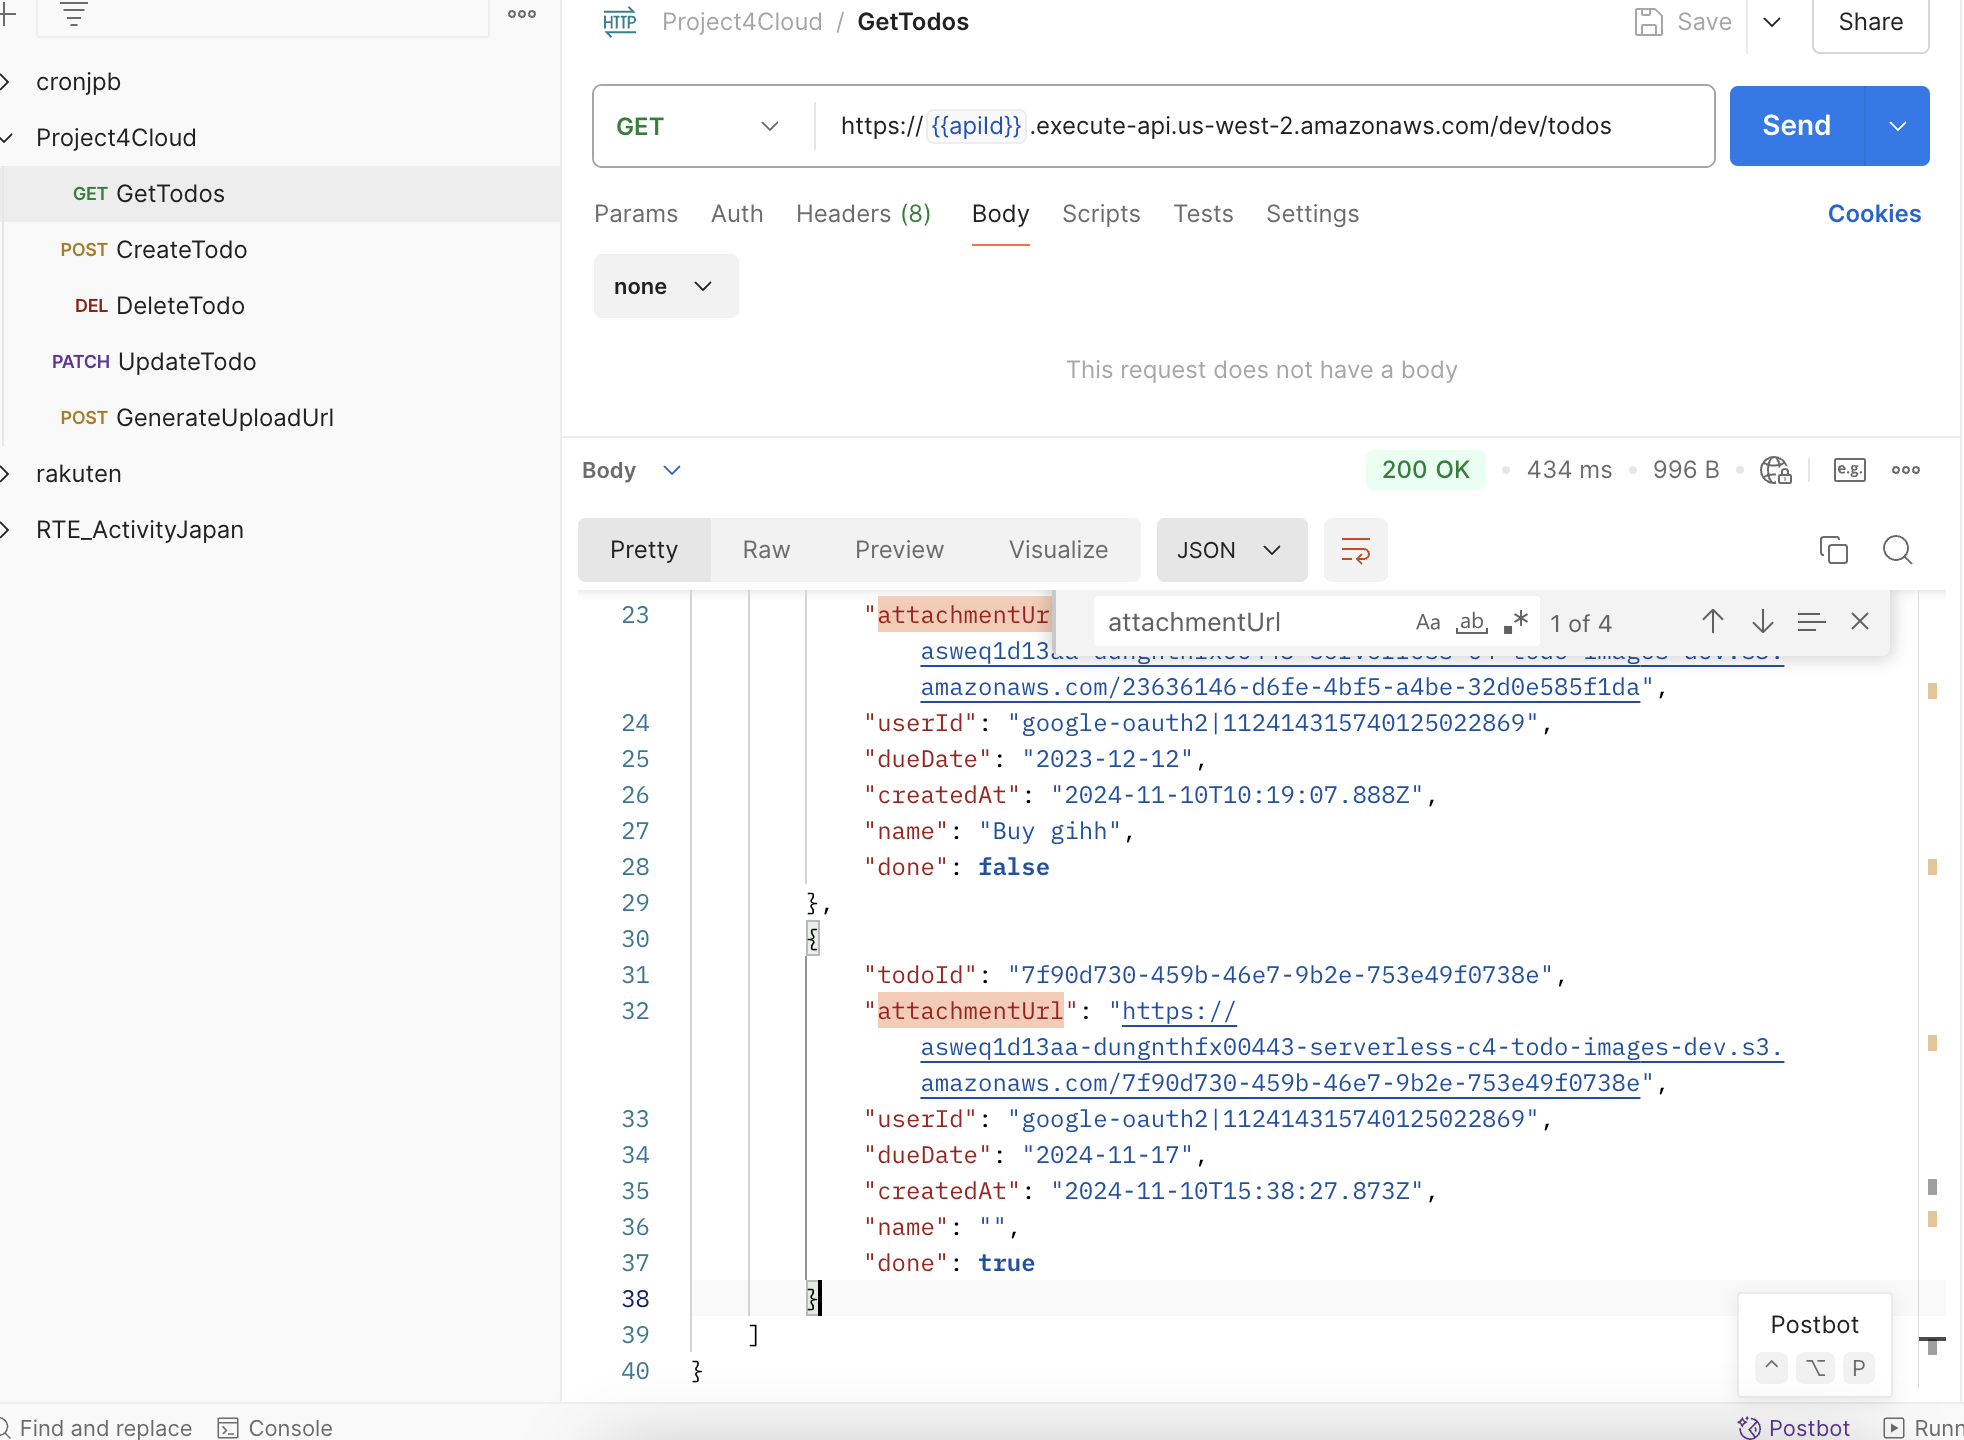 cronjpb
Project4Cloud
GET GetTodos
POST CreateTodo
DEL DeleteTodo
PATCH UpdateTodo
POST GenerateUploadUrl
rakuten
RTE_ActivityJapan
HTTP Project4Cloud / GetTodos
Save
Share
GET
https:// {{apiId}} .execute-api.us-west-2.amazonaws.com/dev/todos
Send
Params Auth Headers (8) Body Scripts Tests Settings
Cookies
none
This request does not have a body
Body
200 OK 434 ms 996 B e.g.
Pretty Raw Preview Visualize JSON
attachmentUrl Aa ab .* 1 of 4
23 "attachmentUr
asweq1d13aa-dungnthfx00443-serverless-c4-todo-images-dev.s3.
amazonaws.com/23636146-d6fe-4bf5-a4be-32d0e585f1da",
24 "userId": "google-oauth2|112414315740125022869",
25 "dueDate": "2023-12-12",
26 "createdAt": "2024-11-10T10:19:07.888Z",
27 "name": "Buy gihh",
28 "done": false
29 },
30 {
31 "todoId": "7f90d730-459b-46e7-9b2e-753e49f0738e",
32 "attachmentUrl": "https://
asweq1d13aa-dungnthfx00443-serverless-c4-todo-images-dev.s3.
amazonaws.com/7f90d730-459b-46e7-9b2e-753e49f0738e",
33 "userId": "google-oauth2|112414315740125022869",
34 "dueDate": "2024-11-17",
35 "createdAt": "2024-11-10T15:38:27.873Z",
36 "name": "",
37 "done": true
38 }
39 ]
40 }
Postbot
^ ⌥ P
Find and replace Console
Postbot Runn